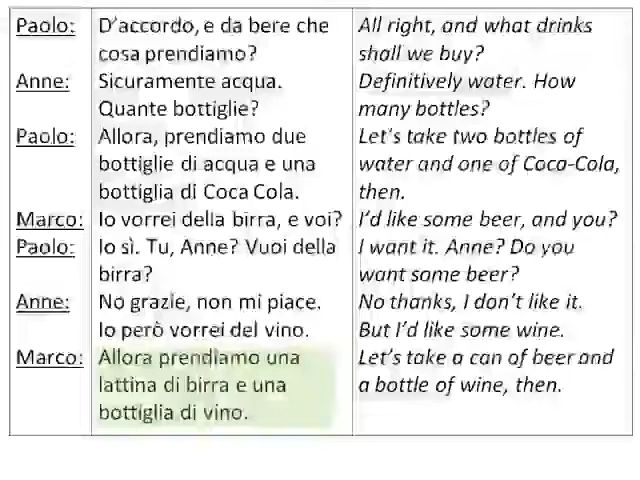 Paolo: D'accordo, e da bere che All right, and what drinks
cosa prendiamo? shall we buy?
Anne: Sicuramente acqua. Definitively water. How
Quante bottiglie? many bottles?
Paolo: Allora, prendiamo due Let's take two bottles of
bottiglie di acqua e una water and one of Coca-Cola,
bottiglia di Coca Cola. then.
Marco: Io vorrei della birra, e voi? I'd like some beer, and you?
Paolo: Io sì. Tu, Anne? Vuoi della I want it. Anne? Do you
birra? want some beer?
Anne: No grazie, non mi piace. No thanks, I don't like it.
Io però vorrei del vino. But I'd like some wine.
Marco: Allora prendiamo una Let's take a can of beer and
lattina di birra e una a bottle of wine, then.
bottiglia di vino.